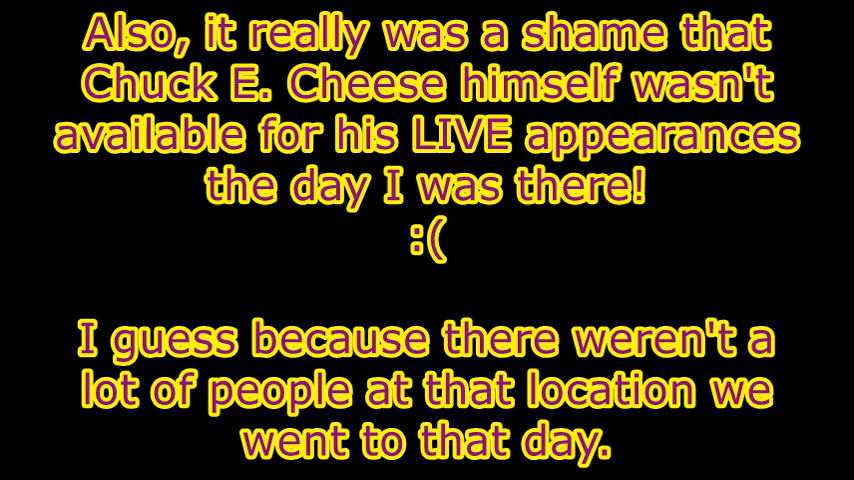 Also, it really was a shame that
Chuck E. Cheese himself wasn't
available for his LIVE appearances
the day I was there!
:(
I guess because there weren't a
lot of people at that location we
went to that day.